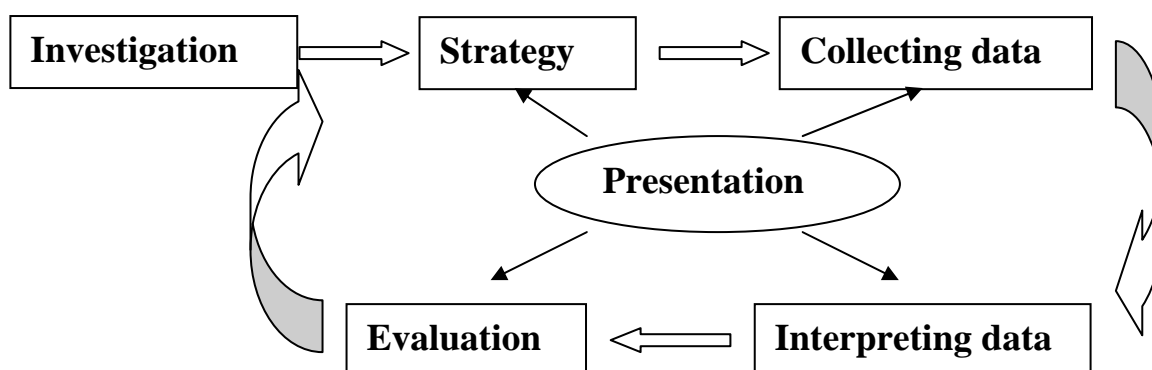 Investigation
Strategy
Collecting data
Presentation
Evaluation
Interpreting data